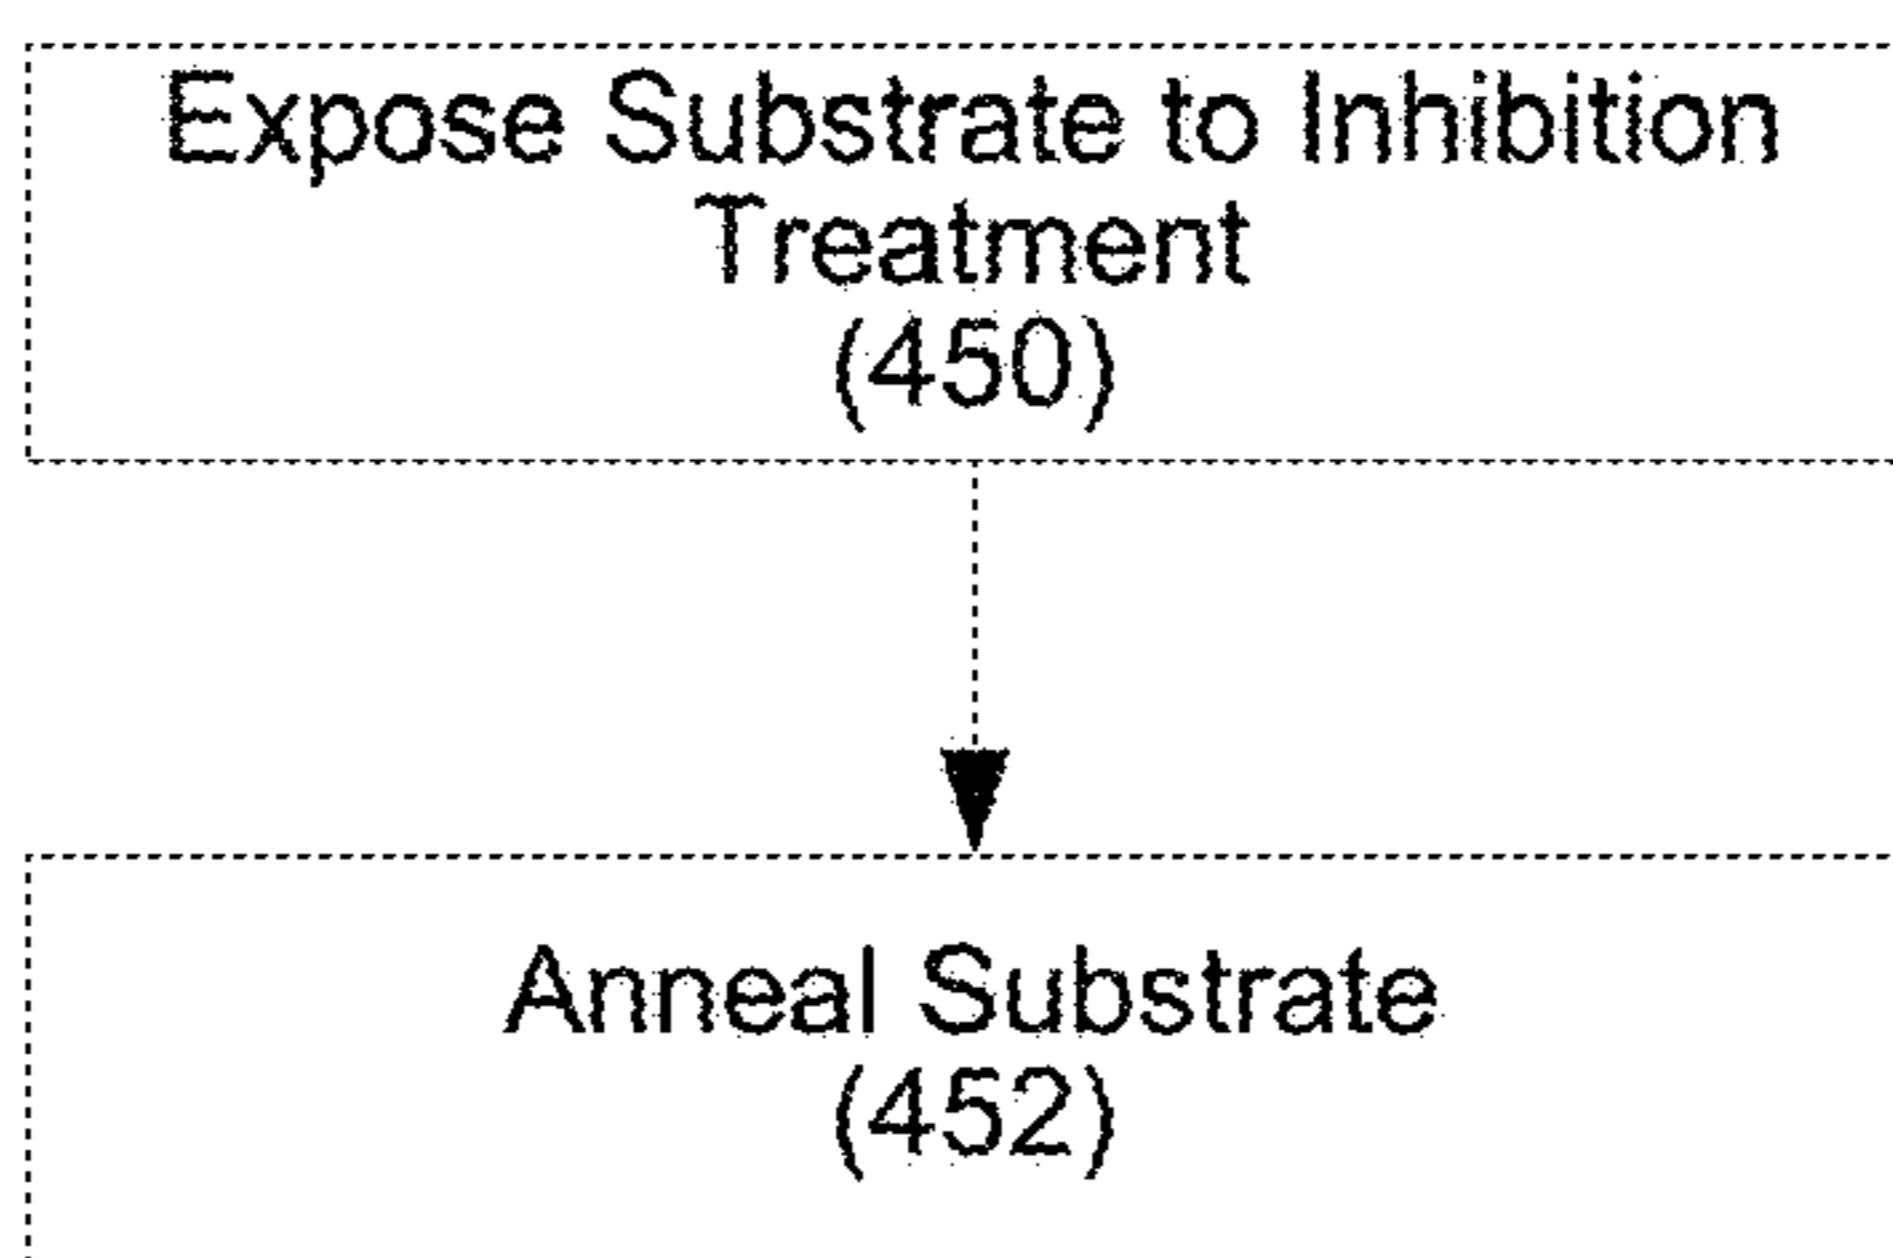 Expose Substrate to Inhibition
Treatment
(450)
Anneal Substrate
(452)